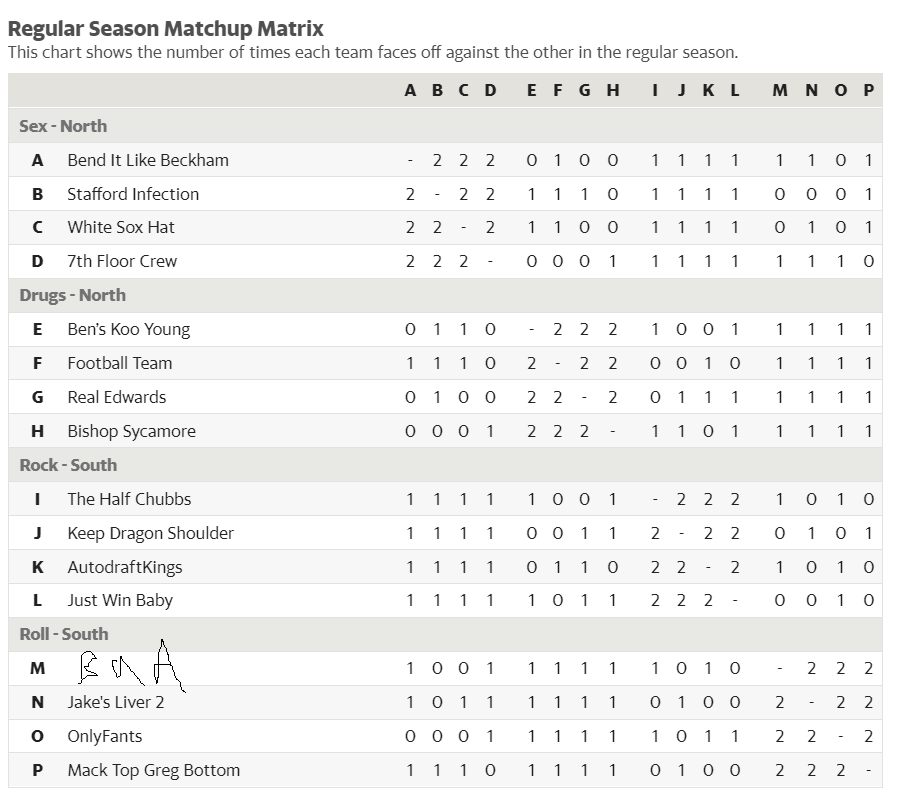 Regular Season Matchup Matrix
This chart shows the number of times each team faces off against the other in the regular season.
A B C D E F G H I J K L M N O P
Sex - North
A Bend It Like Beckham - 2 2 2 0 1 0 0 1 1 1 1 1 1 0 1
B Stafford Infection 2 - 2 2 1 1 1 0 1 1 1 1 0 0 0 1
C White Sox Hat 2 2 - 2 1 1 0 0 1 1 1 1 0 1 0 1
D 7th Floor Crew 2 2 2 - 0 0 0 1 1 1 1 1 1 1 1 0
Drugs - North
E Ben's Koo Young 0 1 1 0 - 2 2 2 1 0 0 1 1 1 1 1
F Football Team 1 1 1 0 2 - 2 2 0 0 1 0 1 1 1 1
G Real Edwards 0 1 0 0 2 2 - 2 0 1 1 1 1 1 1 1
H Bishop Sycamore 0 0 0 1 2 2 2 - 1 1 0 1 1 1 1 1
Rock - South
I The Half Chubbs 1 1 1 1 1 0 0 1 - 2 2 2 1 0 1 0
J Keep Dragon Shoulder 1 1 1 1 0 0 1 1 2 - 2 2 0 1 0 1
K AutodraftKings 1 1 1 1 0 1 1 0 2 2 - 2 1 0 1 0
L Just Win Baby 1 1 1 1 1 0 1 1 2 2 2 - 0 0 1 0
Roll - South
M 1 0 0 1 1 1 1 1 1 0 1 0 - 2 2 2
N Jake's Liver 2 1 0 1 1 1 1 1 1 0 1 0 0 2 - 2 2
O OnlyFants 0 0 0 1 1 1 1 1 1 0 1 1 2 2 - 2
P Mack Top Greg Bottom 1 1 1 0 1 1 1 1 0 1 0 0 2 2 2 -